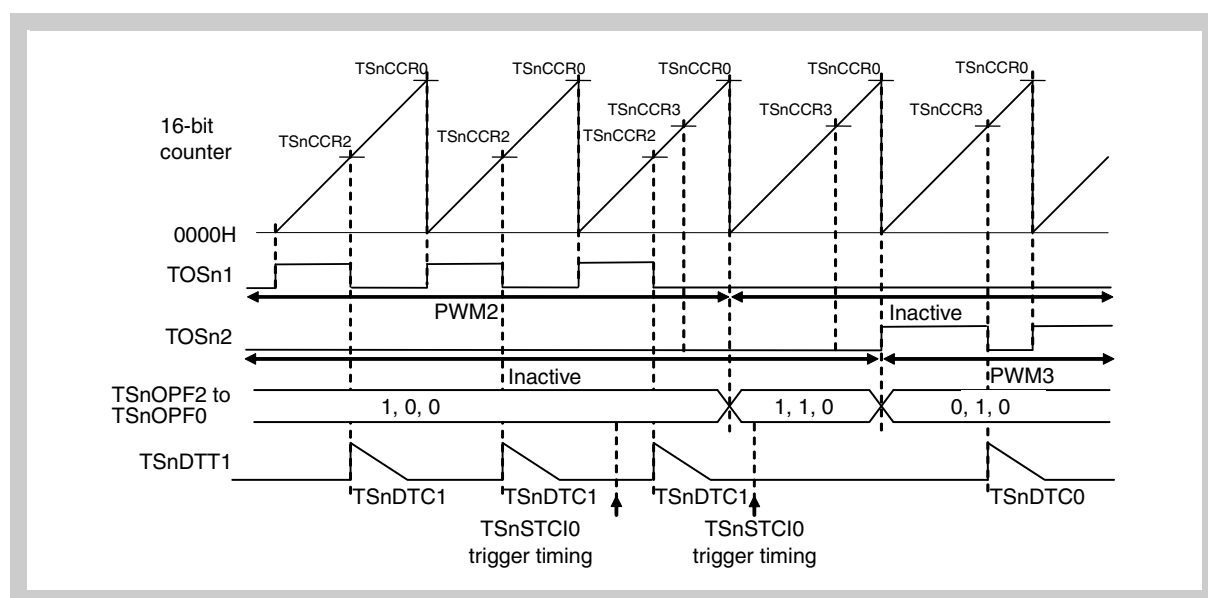 TSnCCR0 TSnCCR0 TSnCCR0 TSnCCR0 TSnCCR0
TSnCCR3 TSnCCR3 TSnCCR3
16-bit
counter
TSnCCR2 TSnCCR2 TSnCCR2
0000H
TOSn1
PWM2 Inactive
TOSn2
Inactive PWM3
TSnOPF2 to
TSnOPF0
1, 0, 0 1, 1, 0 0, 1, 0
TSnDTT1
TSnDTC1 TSnDTC1 TSnDTC1 TSnDTC0
TSnSTCI0 TSnSTCI0
trigger timing trigger timing